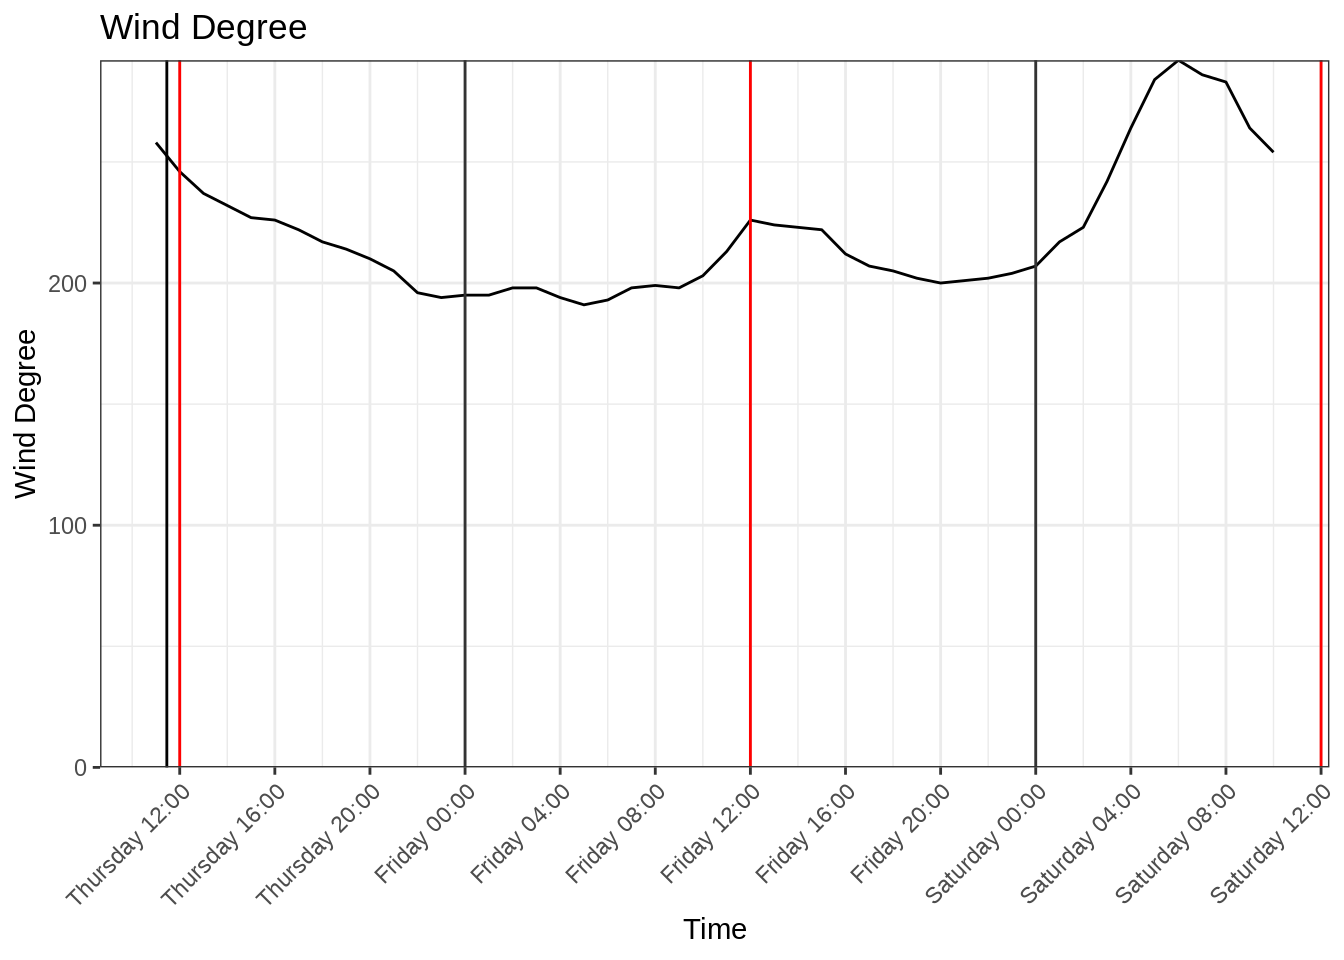 Wind Degree
Wind Degree
200
100
0
Thursday 12:00
Thursday 16:00
Thursday 20:00
Friday 00:00
Friday 04:00
Friday 08:00
Friday 12:00
Friday 16:00
Friday 20:00
Saturday 00:00
Saturday 04:00
Saturday 08:00
Saturday 12:00
Time